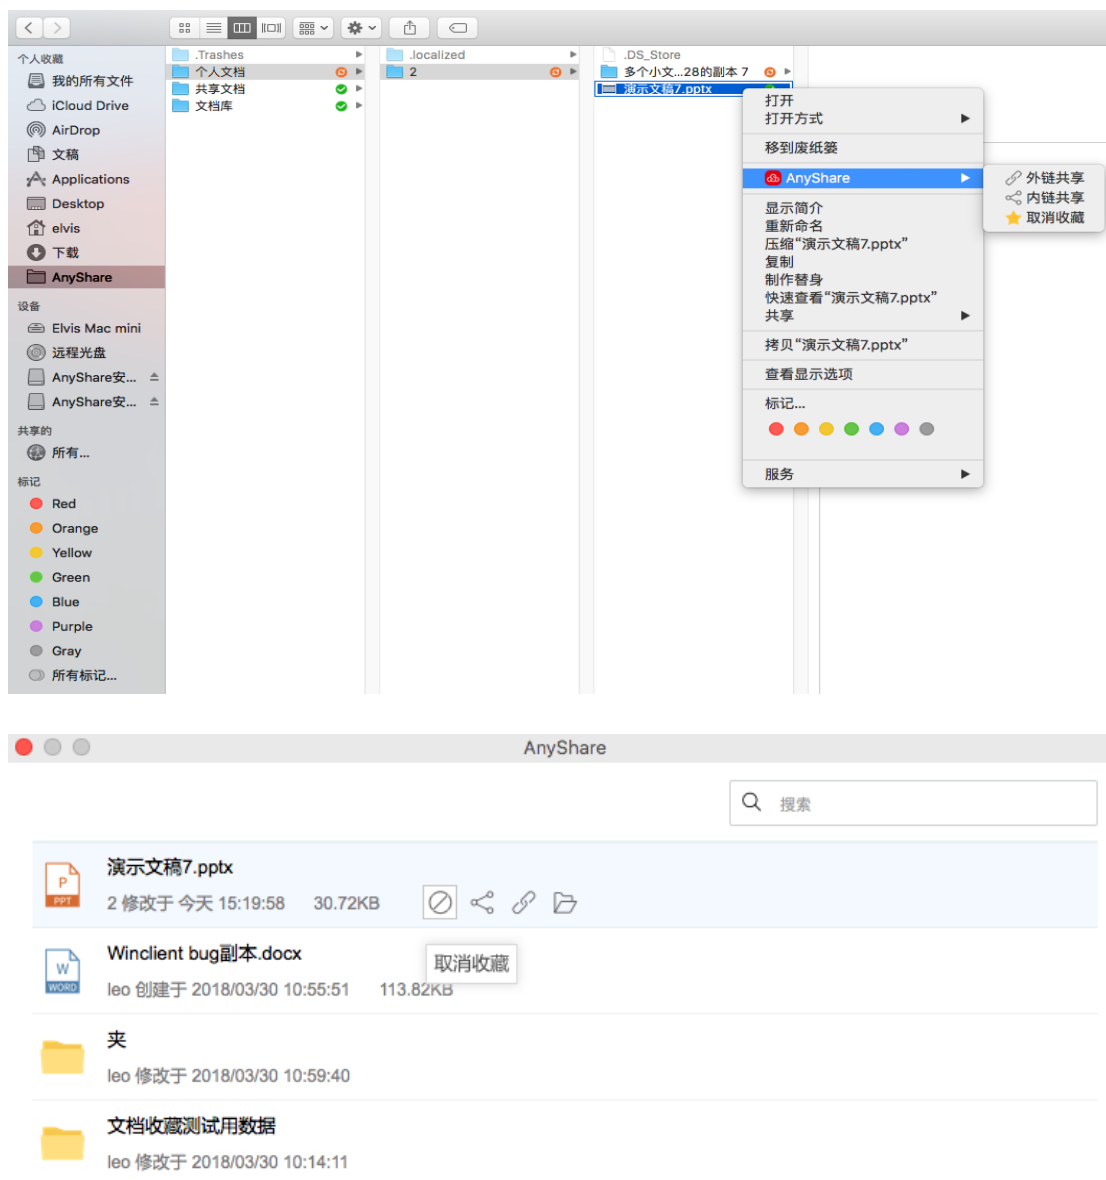 个人收藏
我的所有文件
iCloud Drive
AirDrop
文稿
Applications
Desktop
elvis
下载
AnyShare
设备
Elvis Mac mini
远程光盘
AnyShare安...
AnyShare安...
共享的
所有...
标记
Red
Orange
Yellow
Green
Blue
Purple
Gray
所有标记...
.Trashes
个人文档
共享文档
文档库
.localized
2
.DS_Store
多个小文...28的副本 7
演示文稿7.pptx
打开
打开方式
移到废纸篓
AnyShare
显示简介
重新命名
压缩“演示文稿7.pptx”
复制
制作替身
快速查看“演示文稿7.pptx”
共享
拷贝“演示文稿7.pptx”
查看显示选项
标记...
服务
外链共享
内链共享
取消收藏
AnyShare
搜索
演示文稿7.pptx
PPT
2 修改于 今天 15:19:58 30.72KB
取消收藏
Winclient bug副本.docx
WORD
leo 创建于 2018/03/30 10:55:51 113.82KB
夹
leo 修改于 2018/03/30 10:59:40
文档收藏测试用数据
leo 修改于 2018/03/30 10:14:11